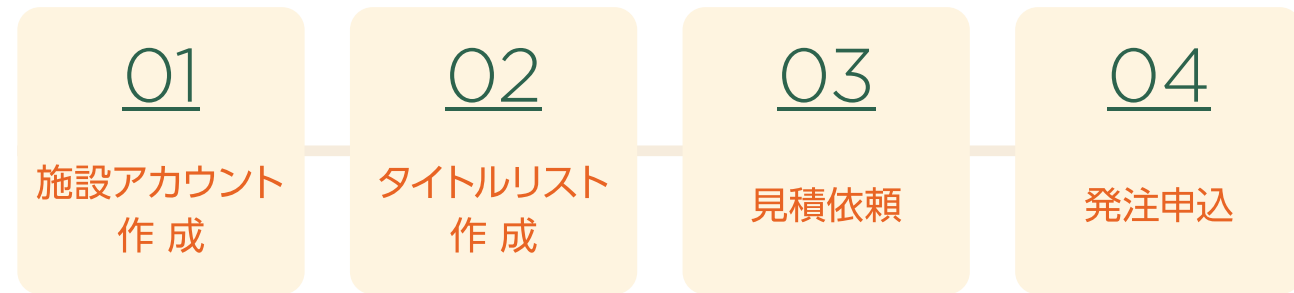 01
施設アカウント
作 成
02
タイトルリスト
作 成
03
見積依頼
04
発注申込